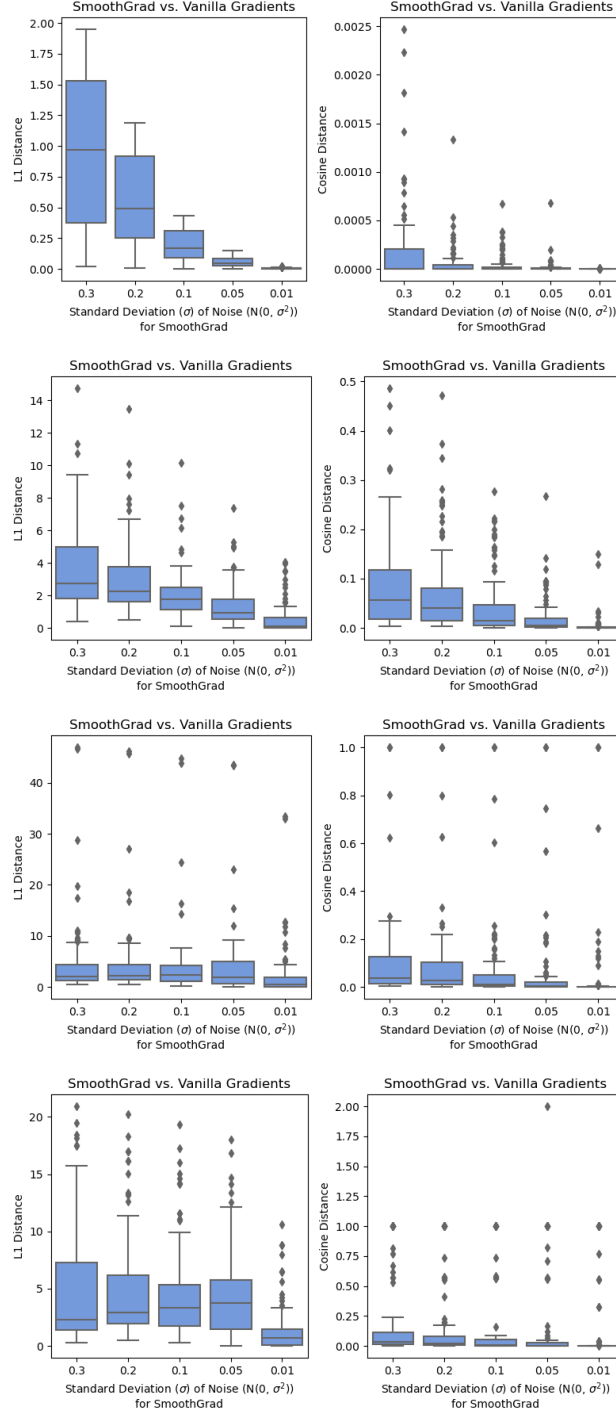 SmoothGrad vs. Vanilla Gradients
2.00
1.75
1.50
1.25
1.00
0.75
0.50
0.25
0.00
L1 Distance
0.3 0.2 0.1 0.05 0.01
Standard Deviation (σ) of Noise (N(0, σ²))
for SmoothGrad
SmoothGrad vs. Vanilla Gradients
0.0025
0.0020
0.0015
0.0010
0.0005
0.0000
Cosine Distance
0.3 0.2 0.1 0.05 0.01
Standard Deviation (σ) of Noise (N(0, σ²))
for SmoothGrad
SmoothGrad vs. Vanilla Gradients
14
12
10
8
6
4
2
0
L1 Distance
0.3 0.2 0.1 0.05 0.01
Standard Deviation (σ) of Noise (N(0, σ²))
for SmoothGrad
SmoothGrad vs. Vanilla Gradients
0.5
0.4
0.3
0.2
0.1
0.0
Cosine Distance
0.3 0.2 0.1 0.05 0.01
Standard Deviation (σ) of Noise (N(0, σ²))
for SmoothGrad
SmoothGrad vs. Vanilla Gradients
40
30
20
10
0
L1 Distance
0.3 0.2 0.1 0.05 0.01
Standard Deviation (σ) of Noise (N(0, σ²))
for SmoothGrad
SmoothGrad vs. Vanilla Gradients
1.0
0.8
0.6
0.4
0.2
0.0
Cosine Distance
0.3 0.2 0.1 0.05 0.01
Standard Deviation (σ) of Noise (N(0, σ²))
for SmoothGrad
SmoothGrad vs. Vanilla Gradients
20
15
10
5
0
L1 Distance
0.3 0.2 0.1 0.05 0.01
Standard Deviation (σ) of Noise (N(0, σ²))
for SmoothGrad
SmoothGrad vs. Vanilla Gradients
2.00
1.75
1.50
1.25
1.00
0.75
0.50
0.25
0.00
Cosine Distance
0.3 0.2 0.1 0.05 0.01
Standard Deviation (σ) of Noise (N(0, σ²))
for SmoothGrad